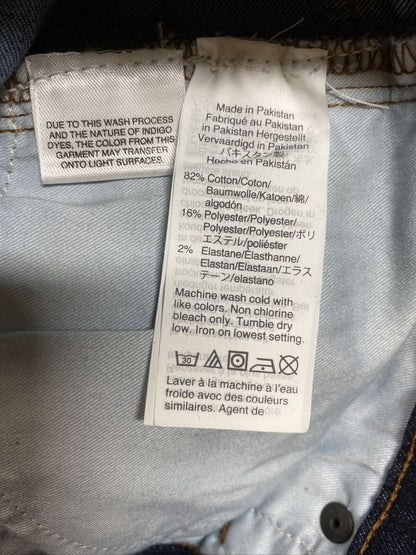 DUE TO THIS WASH PROCESS
AND THE NATURE OF INDIGO
DYES, THE COLOR FROM THIS
GARMENT MAY TRANSFER
ONTO LIGHT SURFACES.
Made in Pakistan
Fabriqué au Pakistan
in Pakistan Hergestellt
Vervaardigd in Pakistan
パキスタン製
Hecho en Pakistán
82% Cotton/Coton/
Baumwolle/Katoen/綿/
algodón
16% Polyester/Polyester/
Polyester/Polyester/ポリ
エステル/poliéster
2% Elastane/Élasthanne/
Elastan/Elastaan/エラス
テーン/elastano
Machine wash cold with
like colors. Non chlorine
bleach only. Tumble dry
low. Iron on lowest setting.
30
Laver à la machine à l'eau
froide avec des couleurs
similaires. Agent de